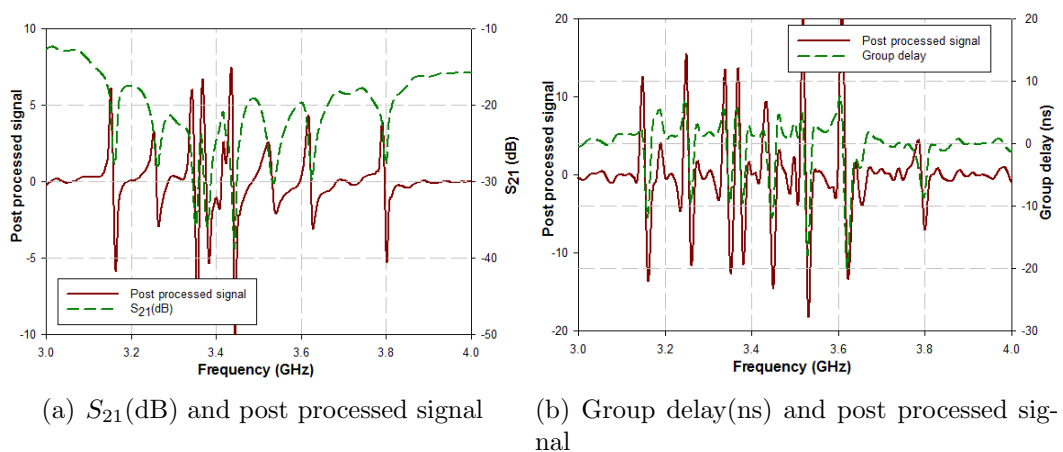 10
5
0
-5
-10
Post processed signal
-10
-20
-30
-40
-50
S21 (dB)
Post processed signal
S21(dB)
3.0 3.2 3.4 3.6 3.8 4.0
Frequency (GHz)
20
10
0
-10
-20
Post processed signal
20
10
0
-10
-20
-30
Group delay (ns)
Post processed signal
Group delay
3.0 3.2 3.4 3.6 3.8 4.0
Frequency (GHz)
(a) S21(dB) and post processed signal
(b) Group delay(ns) and post processed sig-
nal